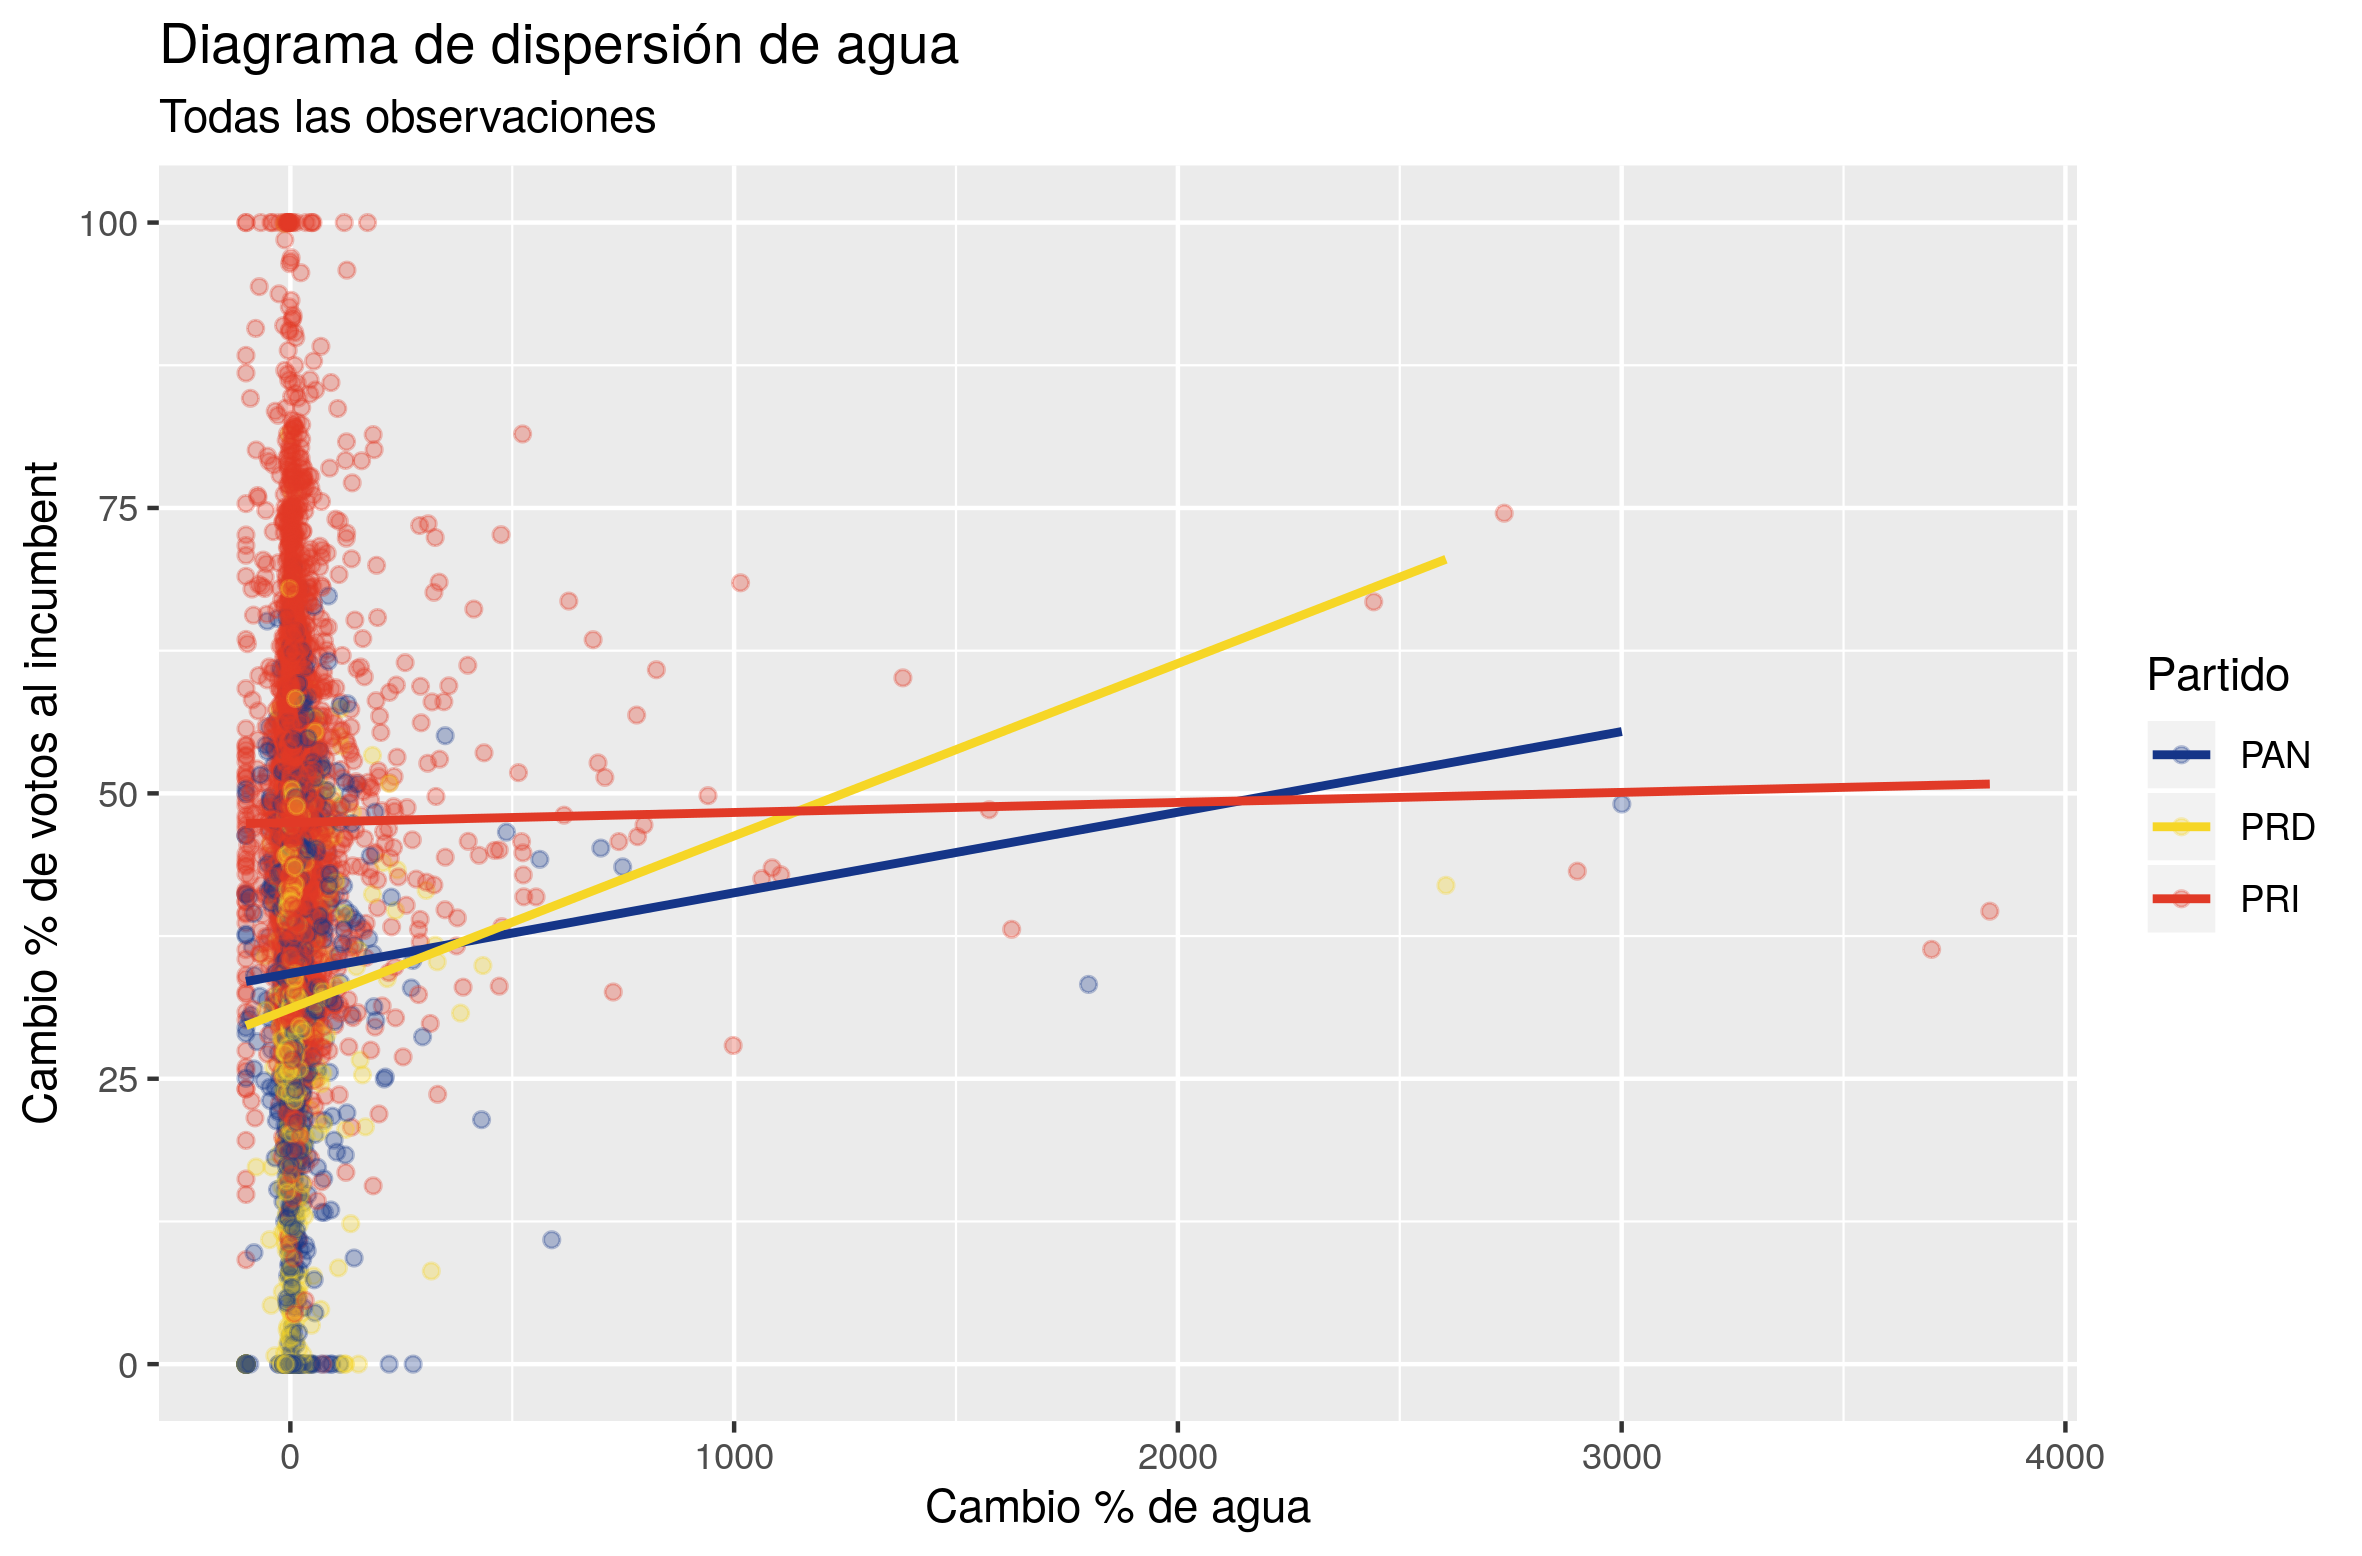 Diagrama de dispersión de agua
Todas las observaciones
Cambio % de votos al incumbent
100
75
50
25
0
0 1000 2000 3000 4000
Cambio % de agua
Partido
PAN
PRD
PRI